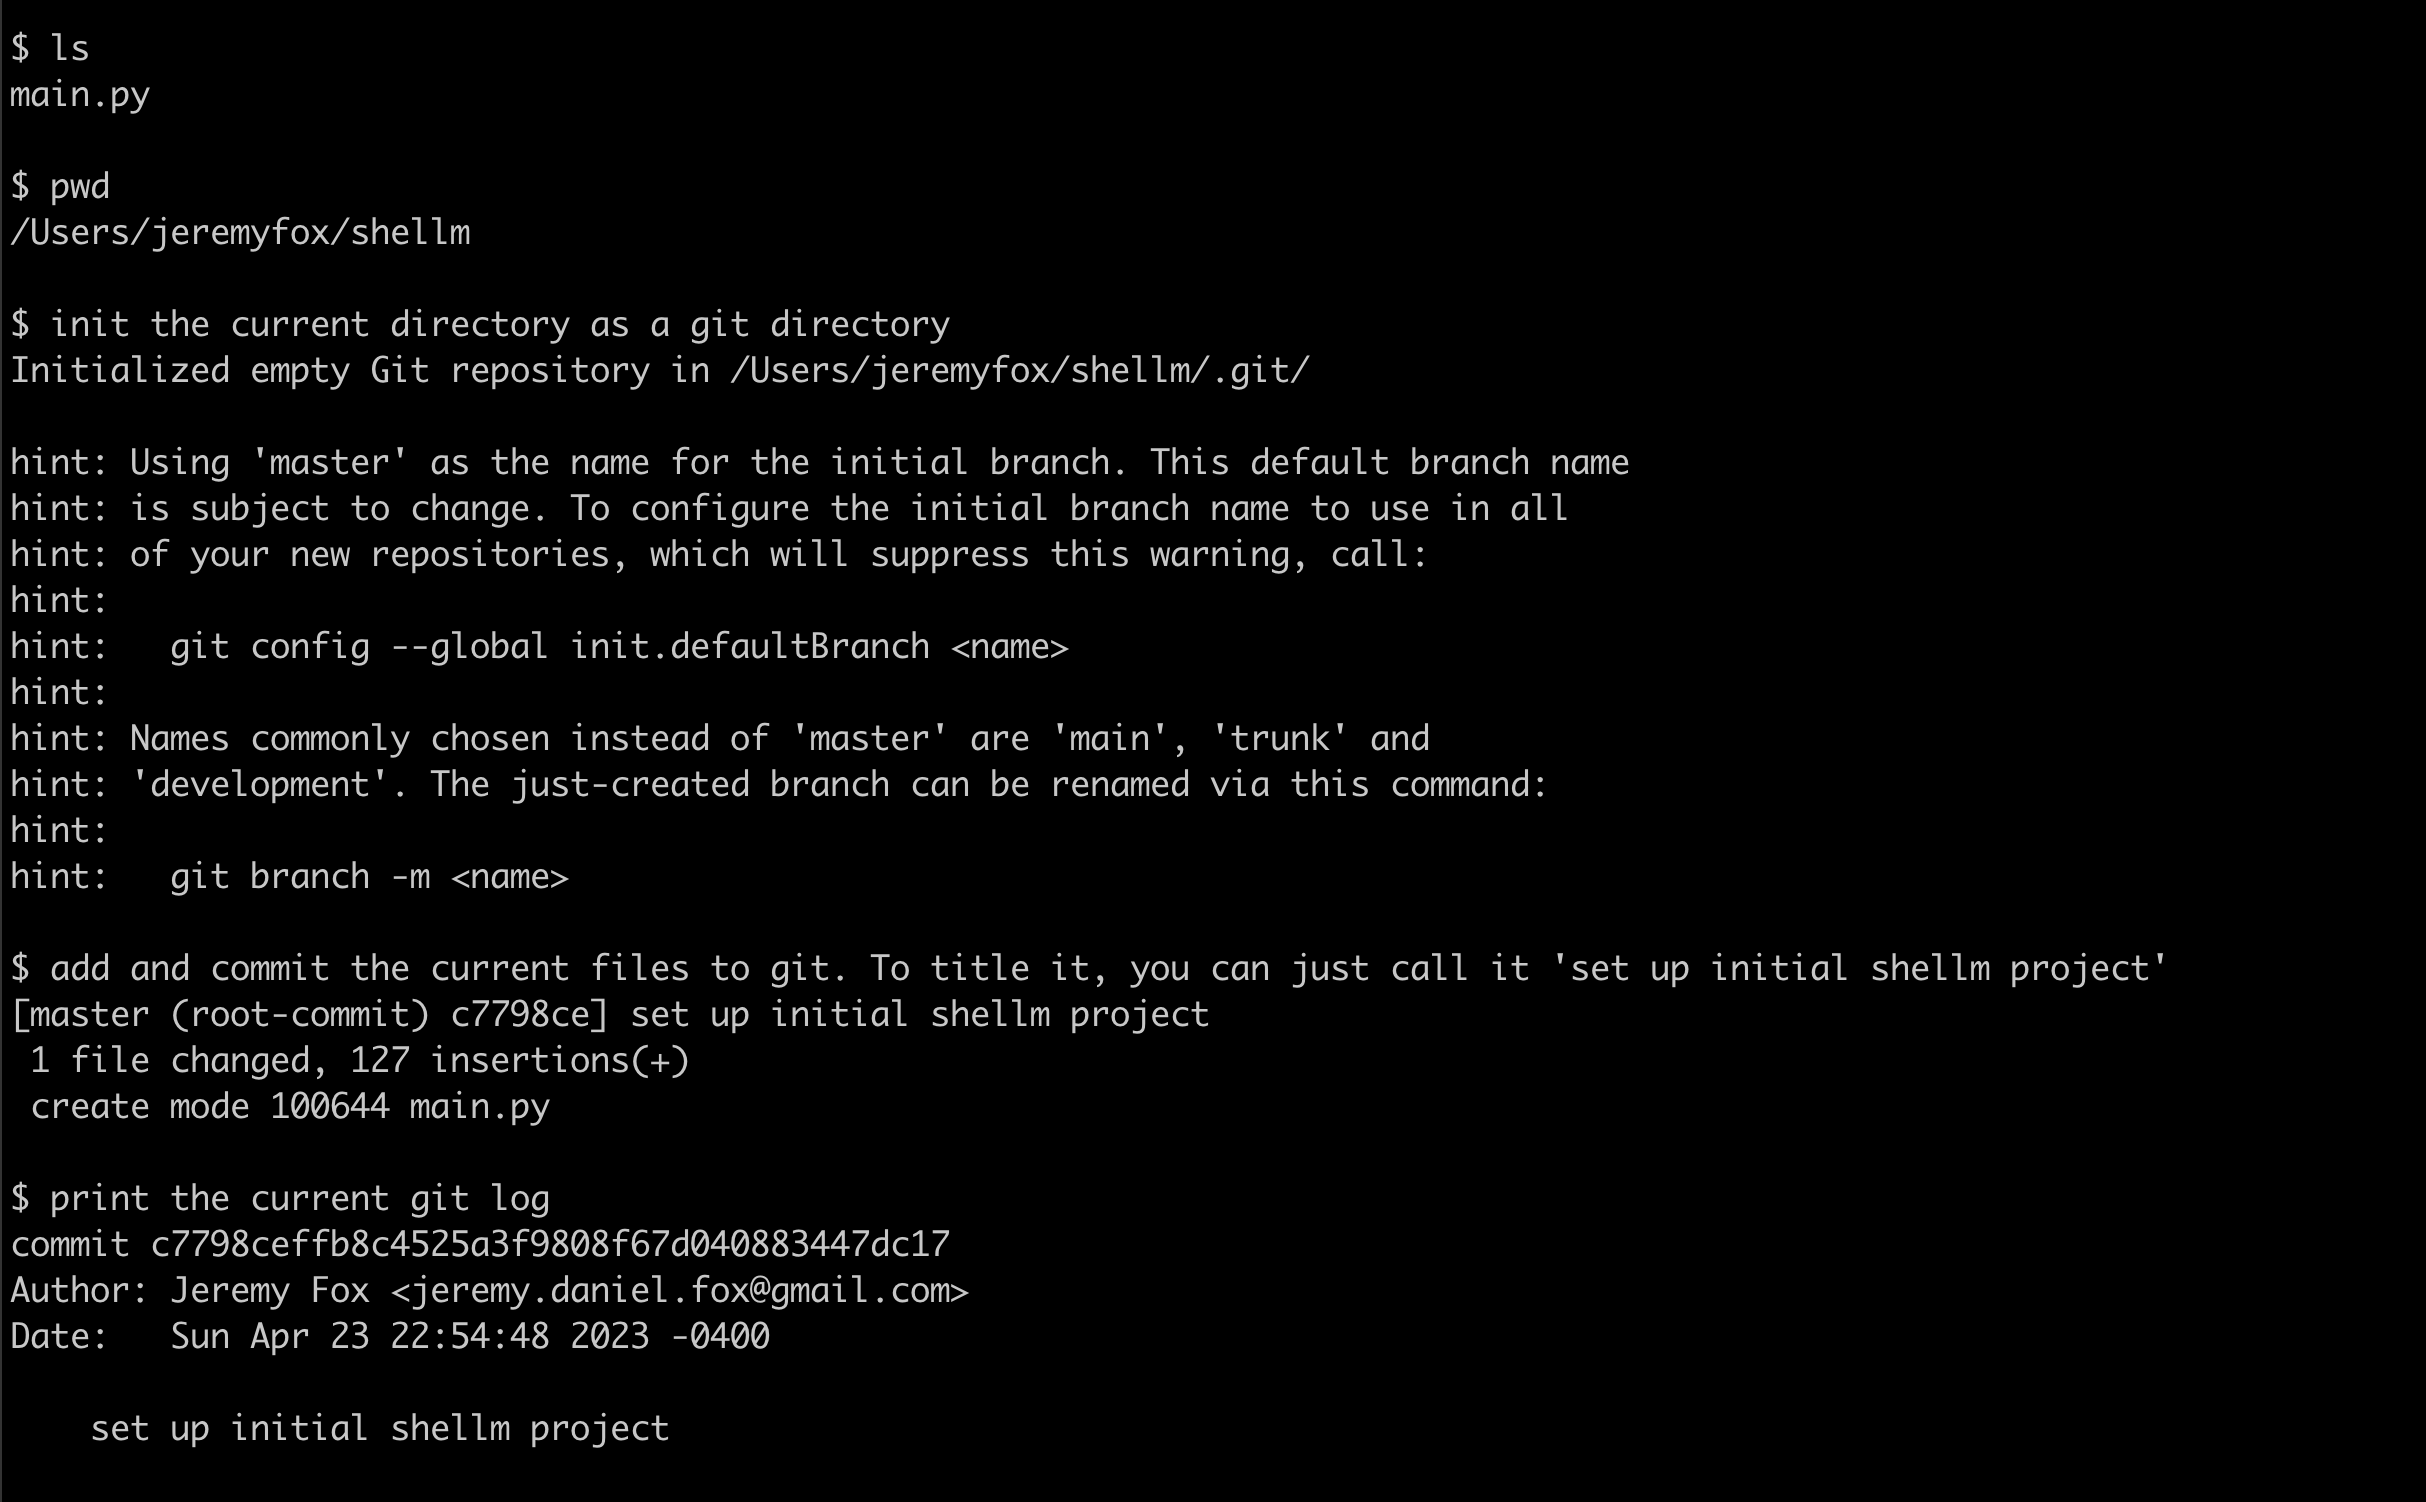 $ ls
main.py

$ pwd
/Users/jeremyfox/shellm

$ init the current directory as a git directory
Initialized empty Git repository in /Users/jeremyfox/shellm/.git/

hint: Using 'master' as the name for the initial branch. This default branch name
hint: is subject to change. To configure the initial branch name to use in all
hint: of your new repositories, which will suppress this warning, call:
hint:
hint:   git config --global init.defaultBranch <name>
hint:
hint: Names commonly chosen instead of 'master' are 'main', 'trunk' and
hint: 'development'. The just-created branch can be renamed via this command:
hint:
hint:   git branch -m <name>

$ add and commit the current files to git. To title it, you can just call it 'set up initial shellm project'
[master (root-commit) c7798ce] set up initial shellm project
 1 file changed, 127 insertions(+)
 create mode 100644 main.py

$ print the current git log
commit c7798ceffb8c4525a3f9808f67d040883447dc17
Author: Jeremy Fox <jeremy.daniel.fox@gmail.com>
Date:   Sun Apr 23 22:54:48 2023 -0400

    set up initial shellm project